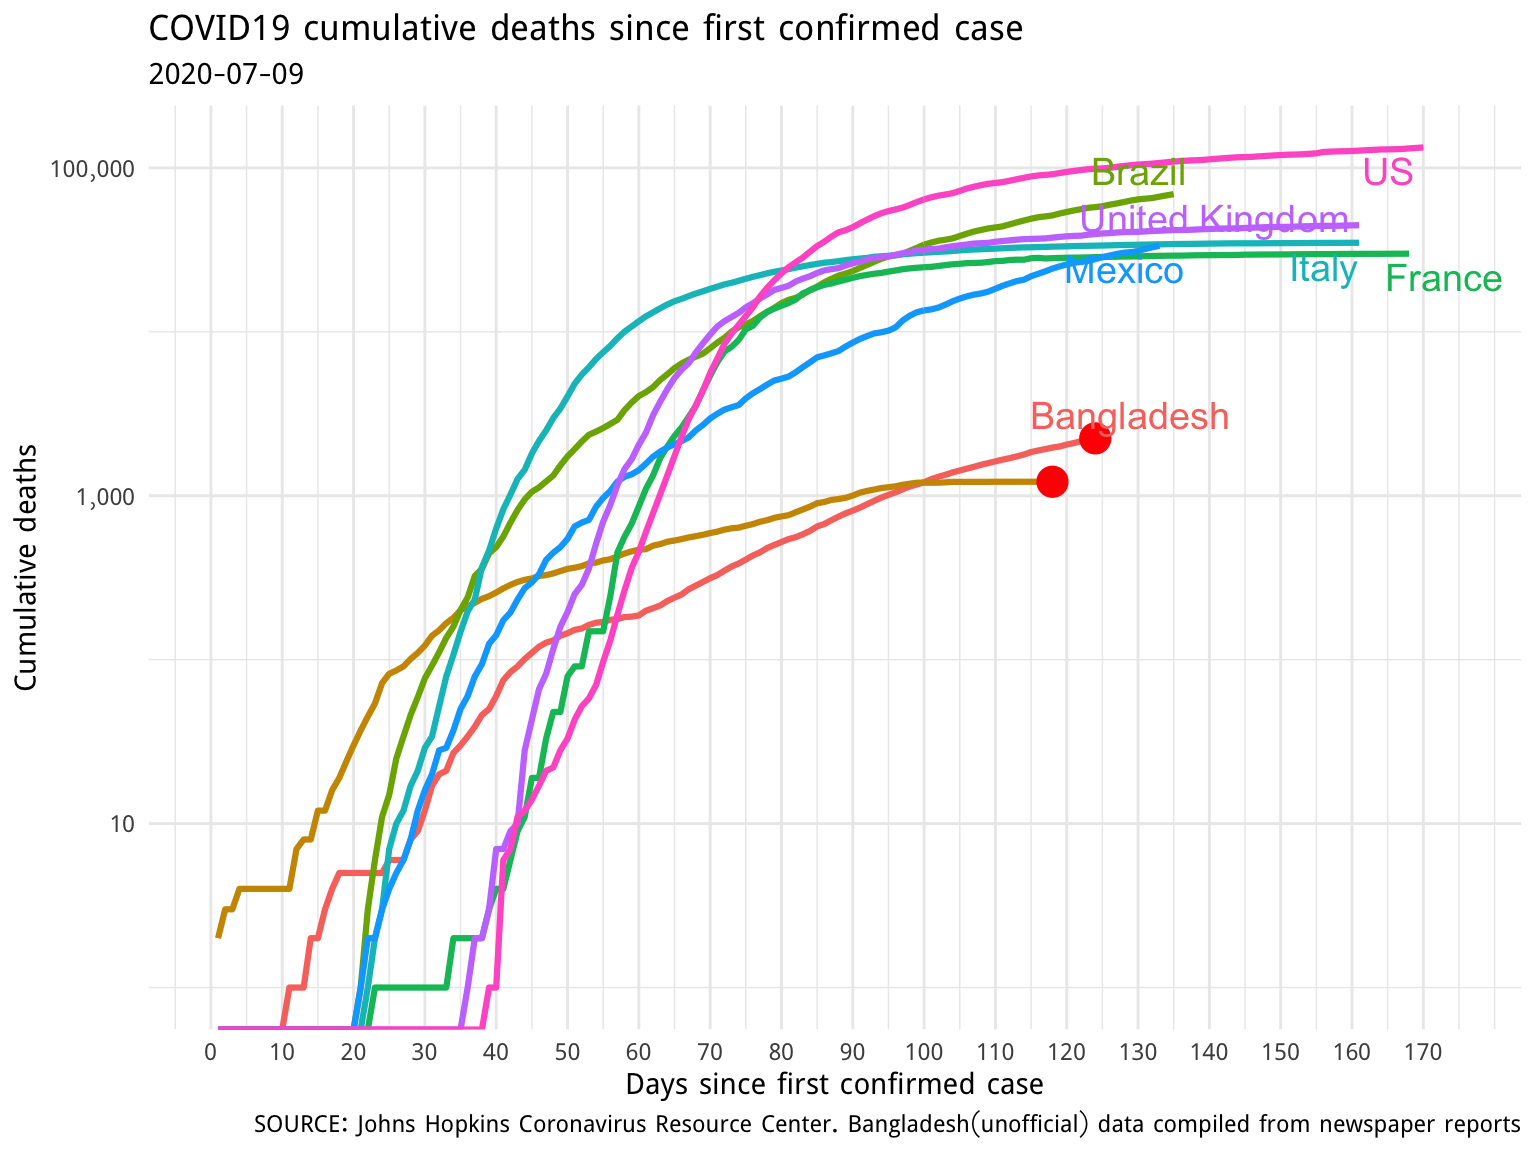 COVID19 cumulative deaths since first confirmed case
2020-07-09
100,000
1,000
10
Cumulative deaths
Brazil
US
United Kingdom
Italy
France
Mexico
Bangladesh
0 10 20 30 40 50 60 70 80 90 100 110 120 130 140 150 160 170
Days since first confirmed case
SOURCE: Johns Hopkins Coronavirus Resource Center. Bangladesh(unofficial) data compiled from newspaper reports